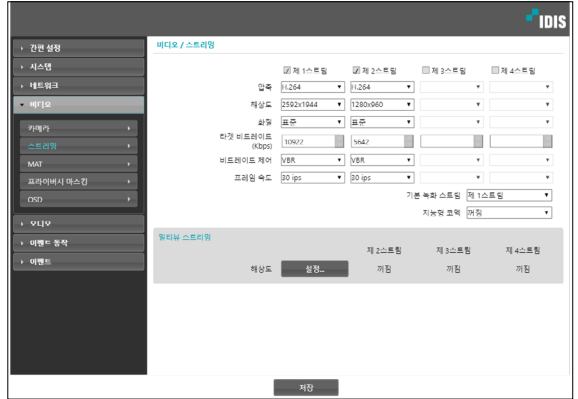 IDIS
간편 설정
시스템
네트워크
비디오
카메라
스트리밍
MAT
프라이버시 마스킹
OSD
오디오
이벤트 동작
이벤트
비디오 / 스트리밍
제 1스트림 제 2스트림 제 3스트림 제 4스트림
압축 H.264 H.264
해상도 2592x1944 1280x960
화질 표준 표준
타겟 비트레이트 (Kbps) 10922 5642
비트레이트 제어 VBR VBR
프레임 속도 30 ips 30 ips
기본 녹화 스트림 제 1스트림
지능형 코덱 꺼짐
멀티뷰 스트리밍
제 2스트림 제 3스트림 제 4스트림
해상도 설정... 꺼짐 꺼짐 꺼짐
저장